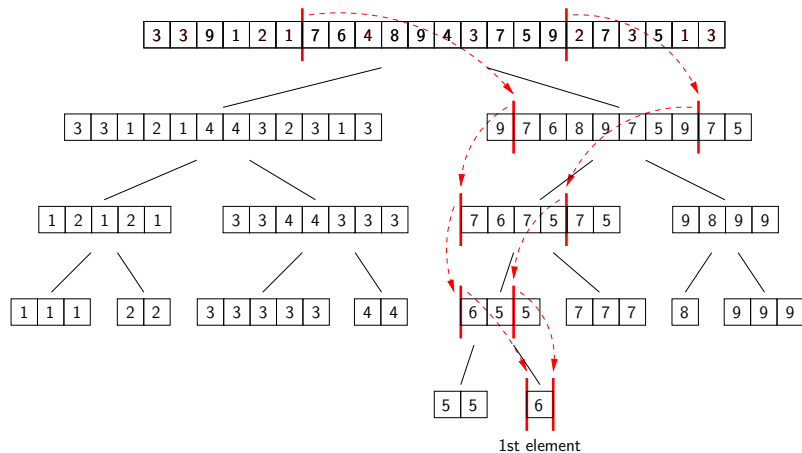 3 3 9 1 2 1 7 6 4 8 9 4 3 7 5 9 2 7 3 5 1 3
3 3 1 2 1 4 4 3 2 3 1 3 9 7 6 8 9 7 5 9 7 5
1 2 1 2 1 3 3 4 4 3 3 3 7 6 7 5 7 5 9 8 9 9
1 1 1 2 2 3 3 3 3 3 4 4 6 5 5 7 7 7 8 9 9 9
5 5 6
1st element